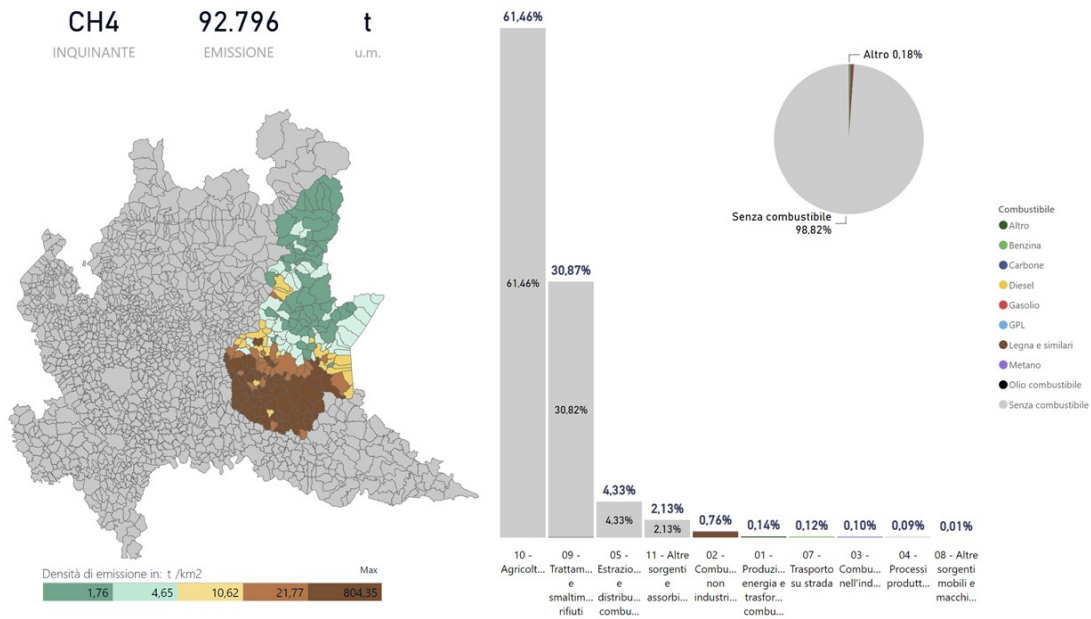 CH4 92.796 t
INQUINANTE EMISSIONE u.m.
Densità di emissione in: t /km2 Max
1,76 4,65 10,62 21,77 804,35
61,46%
61,46%
30,87%
30,82%
4,33%
4,33%
2,13%
2,13%
0,76%
0,14%
0,12%
0,10%
0,09%
0,01%
10 -
Agricolt...
09 -
Trattam...
e
smaltim...
rifiuti
05 -
Estrazio...
e
distribu...
combu...
11 - Altre
sorgenti
e
assorbi...
02 -
Combu...
non
industri...
01 -
Produzi...
energia e
trasfor...
combu...
07 -
Trasporto
su strada
03 -
Combu...
nell'ind...
04 -
Processi
produtt...
08 - Altre
sorgenti
mobili e
macchi...
Altro 0,18%
Senza combustibile
98,82%
Combustibile
Altro
Benzina
Carbone
Diesel
Gasolio
GPL
Legna e similari
Metano
Olio combustibile
Senza combustibile